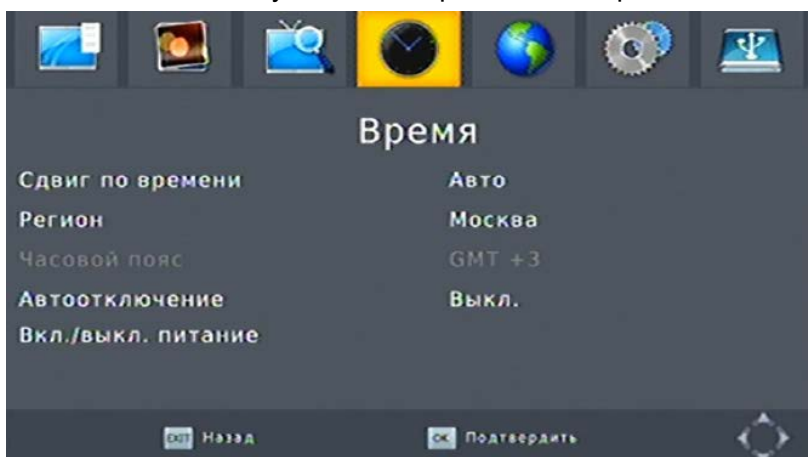 Время
Сдвиг по времени Авто
Регион Москва
Часовой пояс GMT +3
Автоотключение Выкл.
Вкл./выкл. питание
EXIT Назад OK Подтвердить